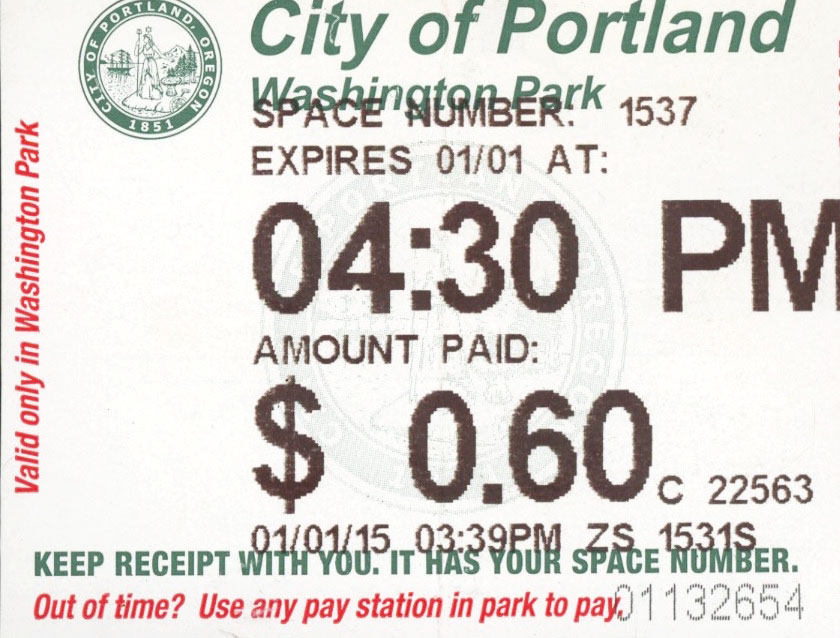 CITY OF PORTLAND, OREGON
1851
City of Portland
Washington Park
SPACE NUMBER: 1537
EXPIRES 01/01 AT:
04:30 PM
AMOUNT PAID:
$ 0.60
C 22563
01/01/15 03:39PM ZS 1531S
KEEP RECEIPT WITH YOU. IT HAS YOUR SPACE NUMBER.
Out of time? Use any pay station in park to pay.
01132654
Valid only in Washington Park